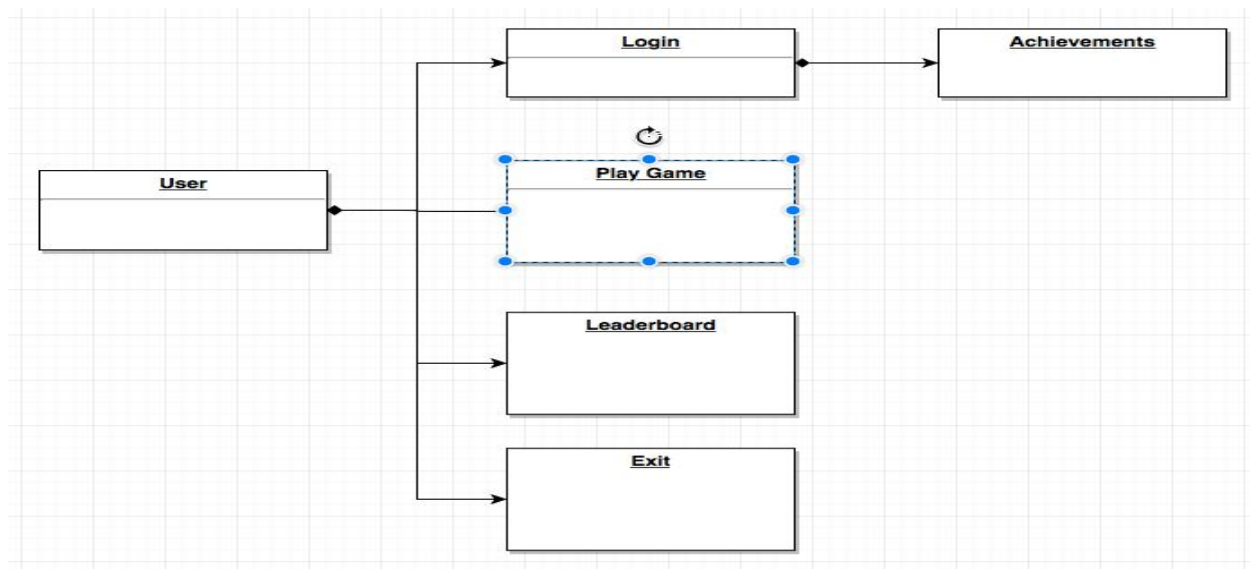 Login
Achievements
Play Game
User
Leaderboard
Exit